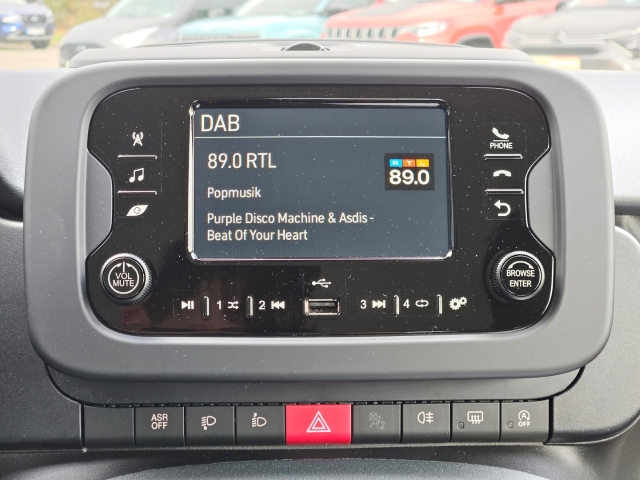 DAB
89.0 RTL
RTL
89.0
Popmusik
Purple Disco Machine & Asdis -
Beat Of Your Heart
PHONE
VOL
MUTE
BROWSE
ENTER
1
2
3
4
ASR
OFF
A
OFF